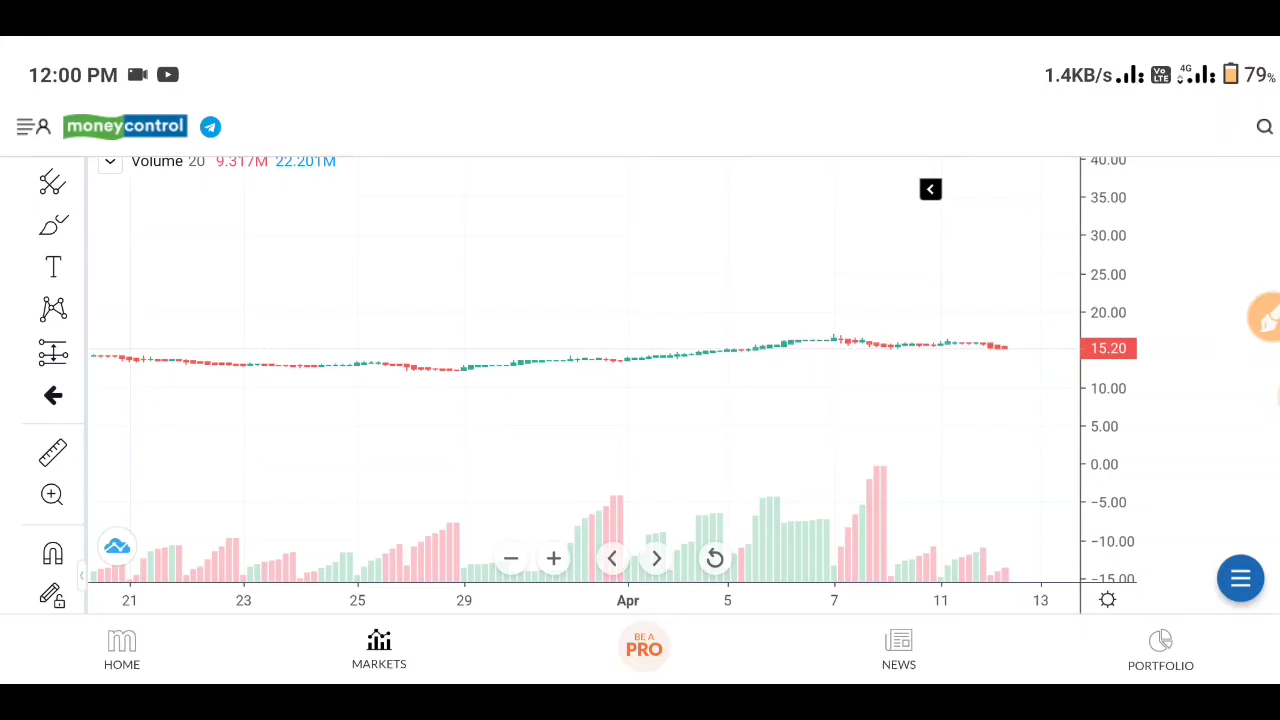 12:00 PM
1.4KB/s Vo LTE 4G 79%
moneycontrol
Volume 20 9.317M 22.201M
40.00
35.00
30.00
25.00
20.00
15.20
10.00
5.00
0.00
−5.00
−10.00
−15.00
T
21 23 25 29 Apr 5 7 11 13
BE A
PRO
HOME MARKETS NEWS PORTFOLIO